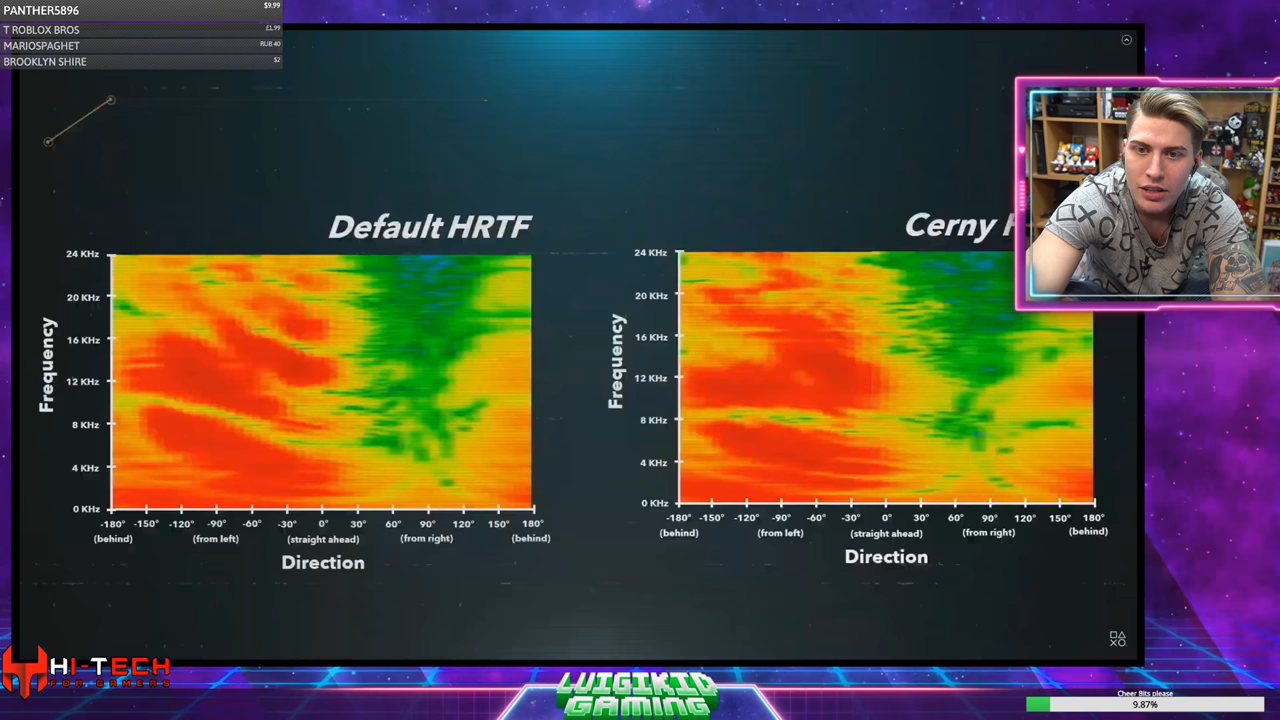 PANTHER5896 $9.99
T ROBLOX BROS £1.99
MARIOSPAGHET RUB 40
BROOKLYN SHIRE $2
Default HRTF
Cerny
24 KHz
20 KHz
16 KHz
12 KHz
8 KHz
4 KHz
0 KHz
Frequency
-180° -150° -120° -90° -60° -30° 0° 30° 60° 90° 120° 150° 180°
(behind) (from left) (straight ahead) (from right) (behind)
Direction
24 KHz
20 KHz
16 KHz
12 KHz
8 KHz
4 KHz
0 KHz
Frequency
-180° -150° -120° -90° -60° -30° 0° 30° 60° 90° 120° 150° 180°
(behind) (from left) (straight ahead) (from right) (behind)
Direction
HI-TECH
FOR GAMERS
LUIGIKID
GAMING
Cheer Bits please
9.87%